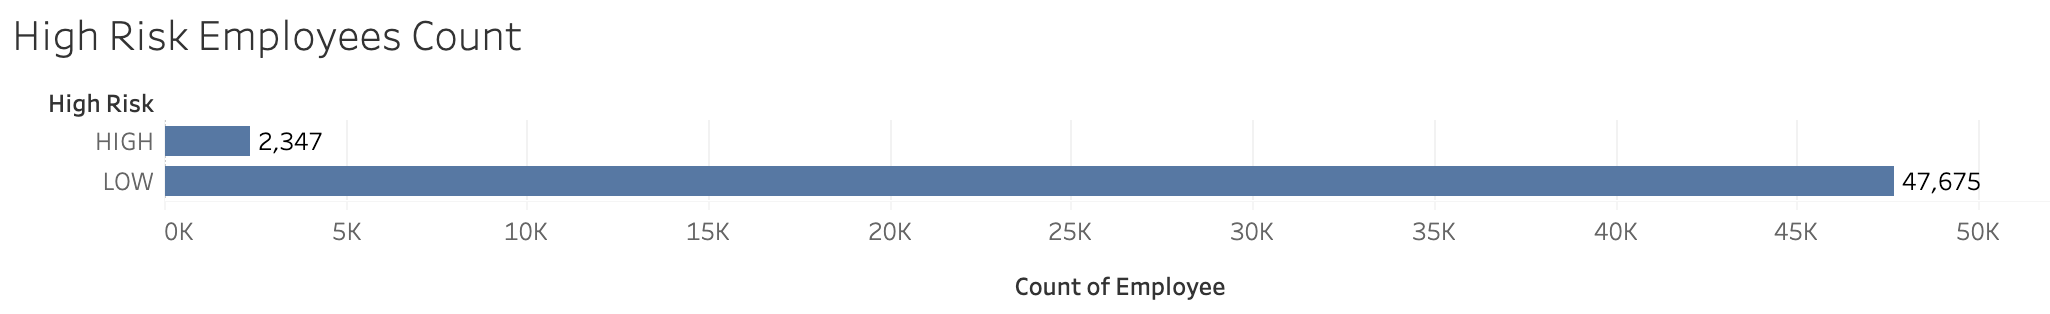 High Risk Employees Count
High Risk
HIGH 2,347
LOW 47,675
0K 5K 10K 15K 20K 25K 30K 35K 40K 45K 50K
Count of Employee